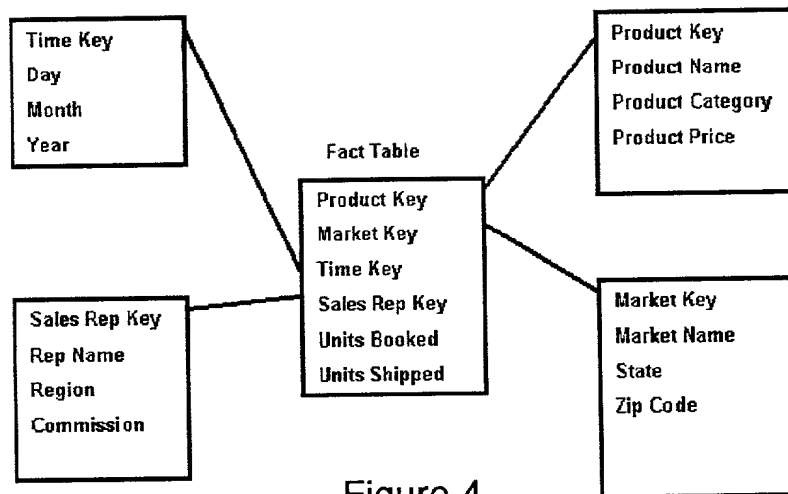 Time Key
Day
Month
Year
Product Key
Product Name
Product Category
Product Price
Fact Table
Product Key
Market Key
Time Key
Sales Rep Key
Units Booked
Units Shipped
Sales Rep Key
Rep Name
Region
Commission
Market Key
Market Name
State
Zip Code
Figure 4